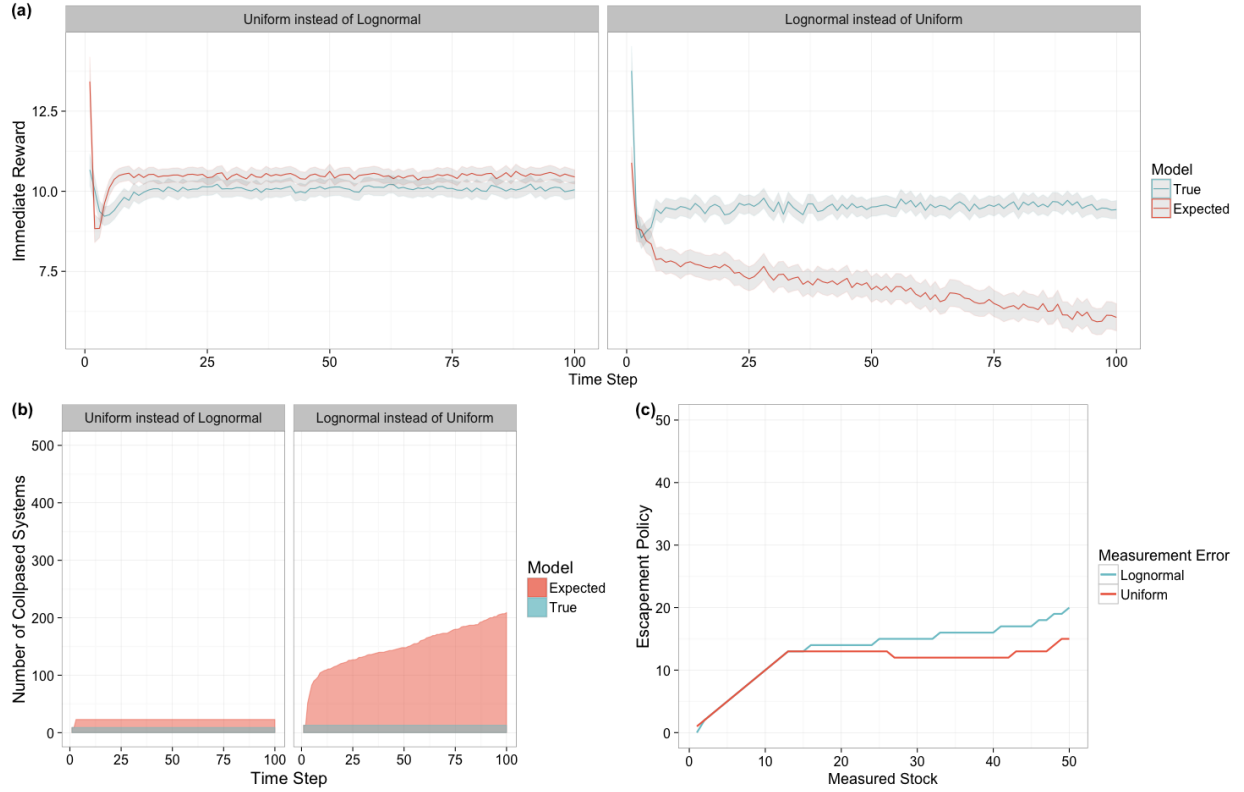 (a)
Uniform instead of Lognormal
Lognormal instead of Uniform
Immediate Reward
12.5
10.0
7.5
0
25
50
75
100
0
25
50
75
100
Time Step
Model
True
Expected
(b)
Uniform instead of Lognormal
Lognormal instead of Uniform
Number of Collpased Systems
500
400
300
200
100
0
0
25
50
75
100
0
25
50
75
100
Time Step
Model
Expected
True
(c)
Escapement Policy
50
40
30
20
10
0
0
10
20
30
40
50
Measured Stock
Measurement Error
Lognormal
Uniform